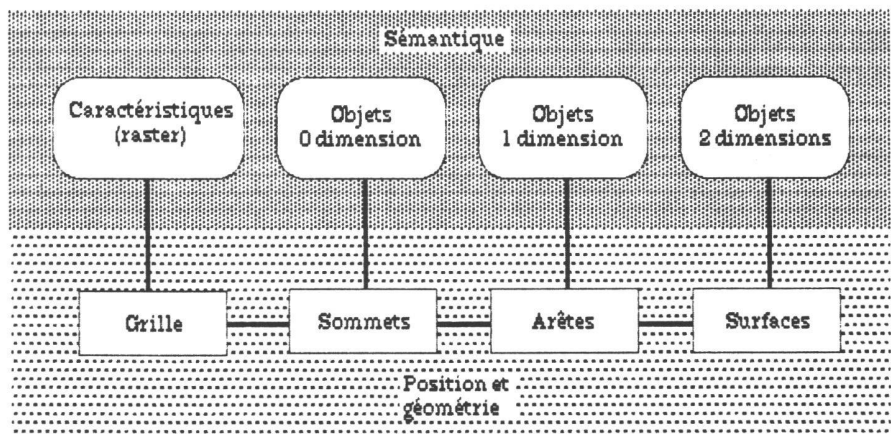 Sémantique
Caractéristiques
(raster)
Objets
0 dimension
Objets
1 dimension
Objets
2 dimensions
Grille
Sommets
Arêtes
Surfaces
Position et
géométrie